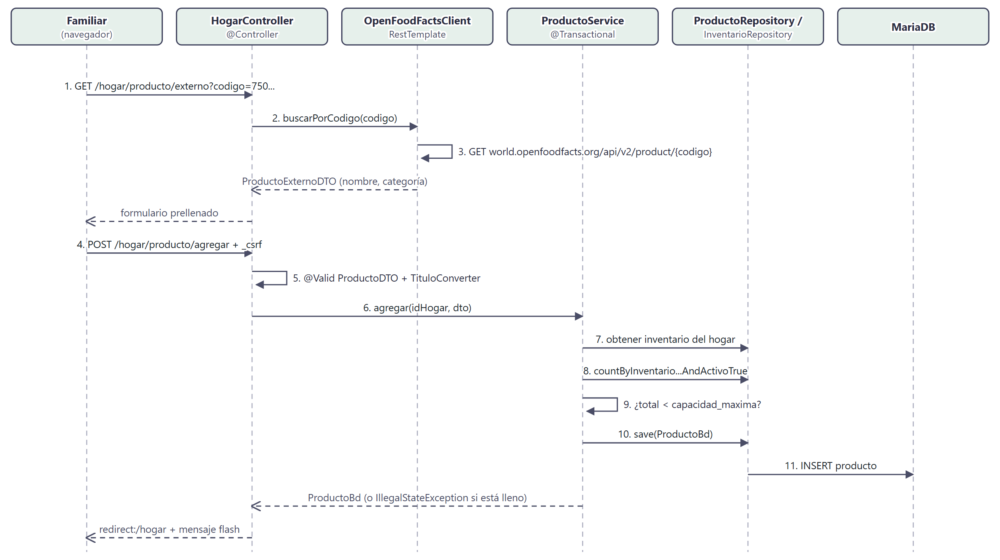 Familiar
(navegador)
HogarController
@Controller
OpenFoodFactsClient
RestTemplate
ProductoService
@Transactional
ProductoRepository /
InventarioRepository
MariaDB
1. GET /hogar/producto/externo?codigo=750...
2. buscarPorCodigo(codigo)
3. GET world.openfoodfacts.org/api/v2/product/{codigo}
ProductoExternoDTO (nombre, categoría)
formulario prellenado
4. POST /hogar/producto/agregar + _csrf
5. @Valid ProductoDTO + TituloConverter
6. agregar(idHogar, dto)
7. obtener inventario del hogar
8. countByInventario...AndActivoTrue
9. ¿total < capacidad_maxima?
10. save(ProductoBd)
11. INSERT producto
ProductoBd (o IllegalStateException si está lleno)
redirect:/hogar + mensaje flash